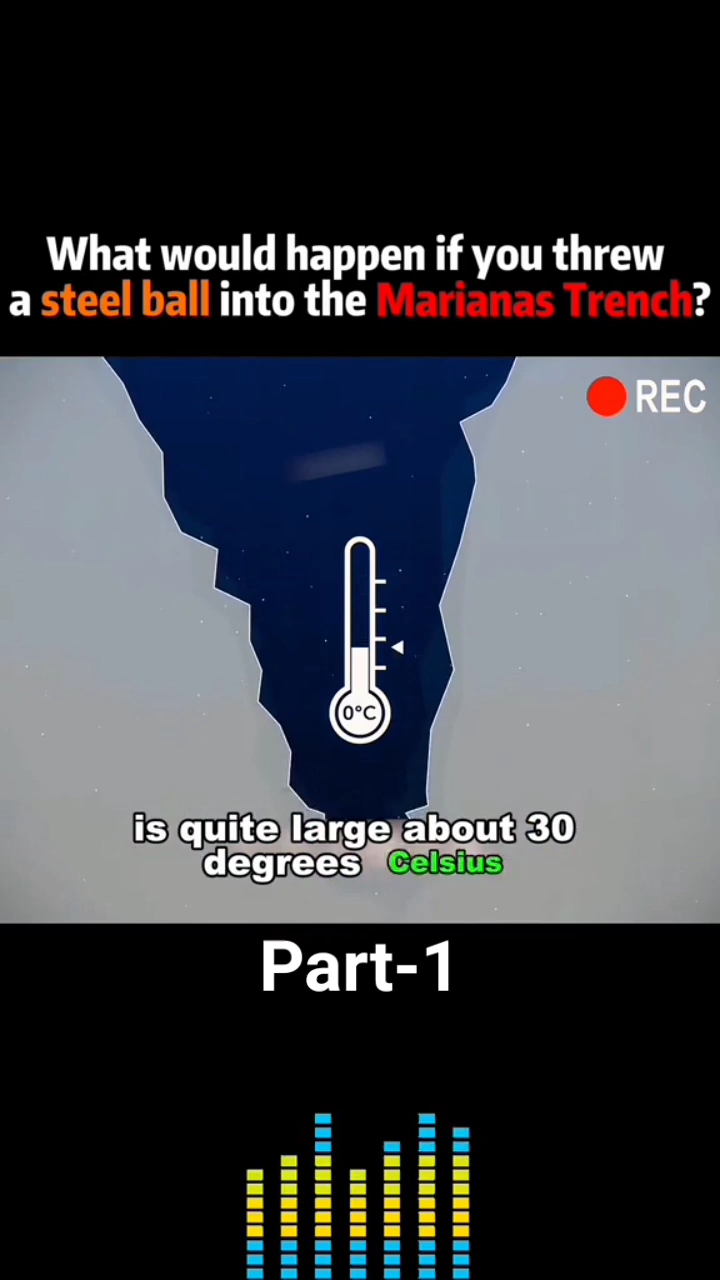 What would happen if you threw
a steel ball into the Marianas Trench?
REC
0°C
is quite large about 30
degrees Celsius
Part-1